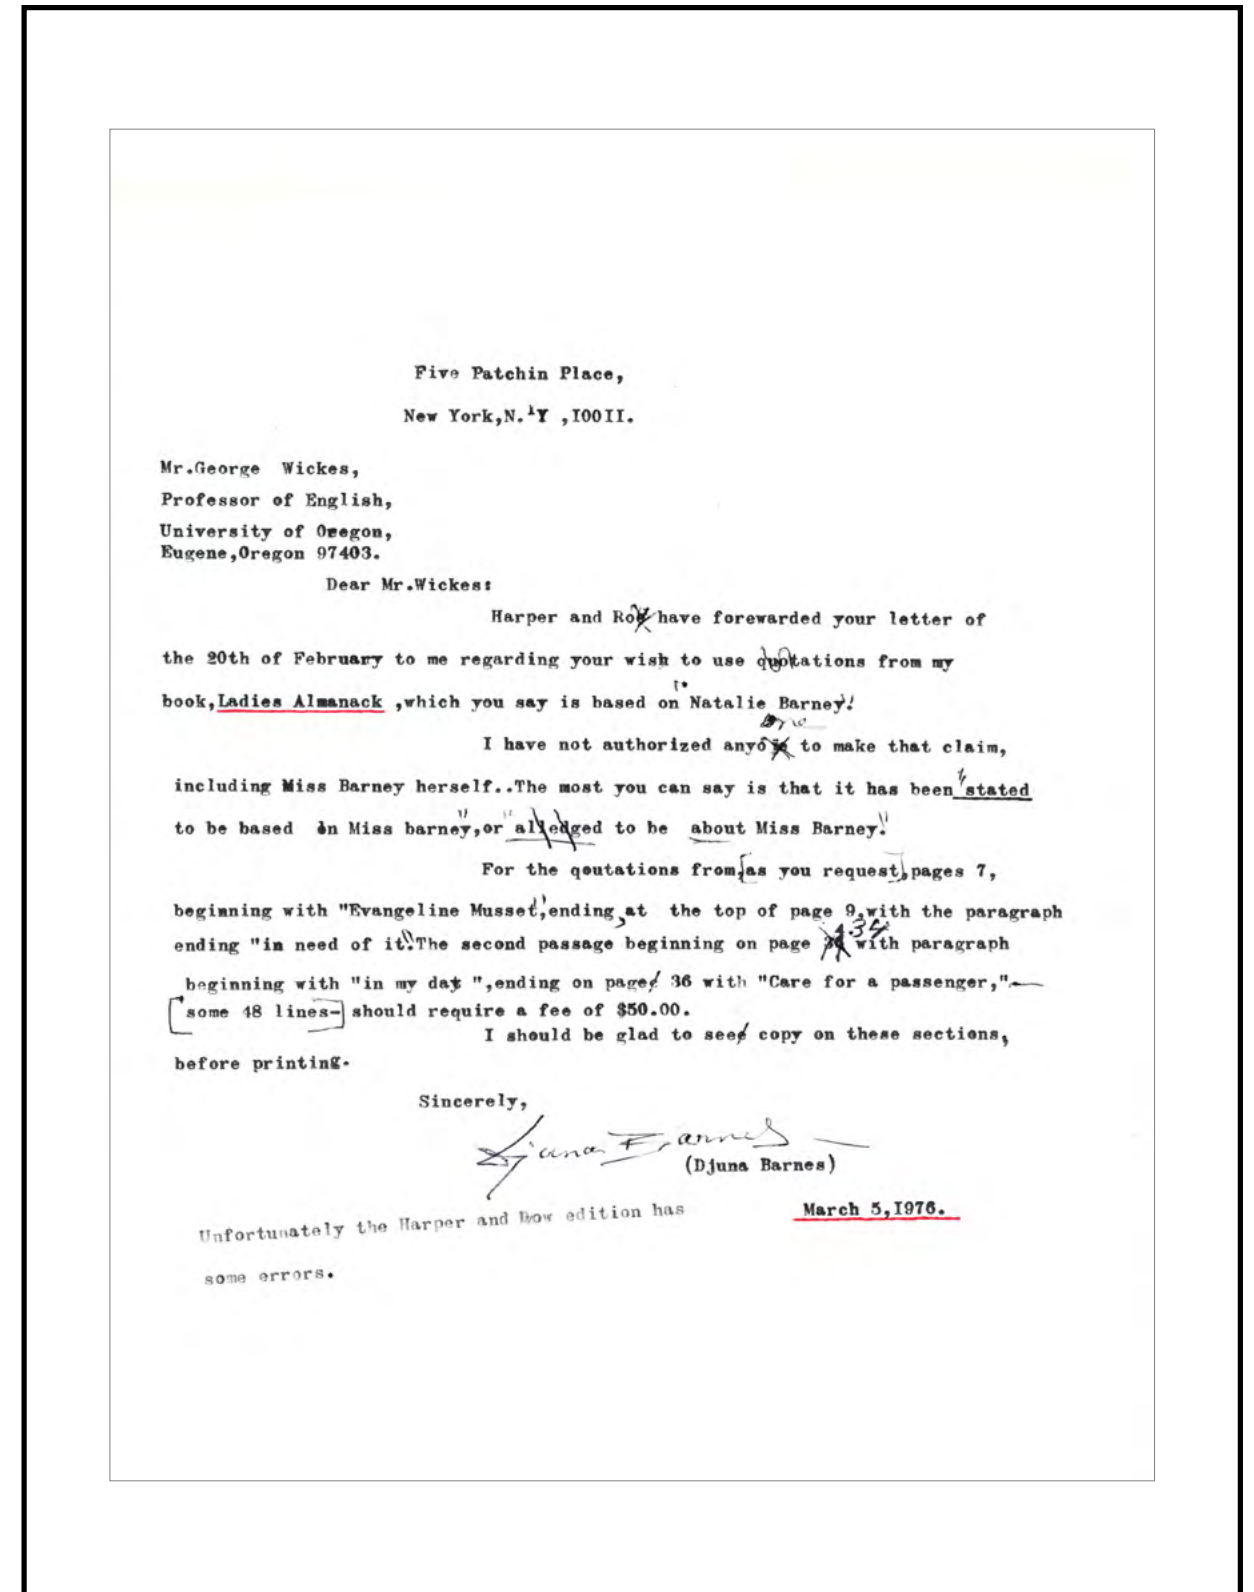 Five Patchin Place,
New York,N.Y ,I00II.
Mr.George Wickes,
Professor of English,
University of Oregon,
Eugene,Oregon 97403.
Dear Mr.Wickes:
Harper and Row have forewarded your letter of
the 20th of February to me regarding your wish to use quotations from my
book,Ladies Almanack ,which you say is based on "Natalie Barney!
I have not authorized anyone to make that claim,
including Miss Barney herself..The most you can say is that it has been "stated
to be based on Miss barney",or "alledged to be about Miss Barney."
For the qoutations from,[as you request],pages 7,
beginning with "Evangeline Musset",ending at the top of page 9,with the paragraph
ending "in need of it".The second passage beginning on page 34 with paragraph
beginning with "in my day ",ending on page 36 with "Care for a passenger,"—
[some 48 lines-] should require a fee of $50.00.
I should be glad to see copy on these sections,
before printing.
Sincerely,
Djuna Barnes
(Djuna Barnes)
March 5,I976.
Unfortunately the Harper and Row edition has
some errors.